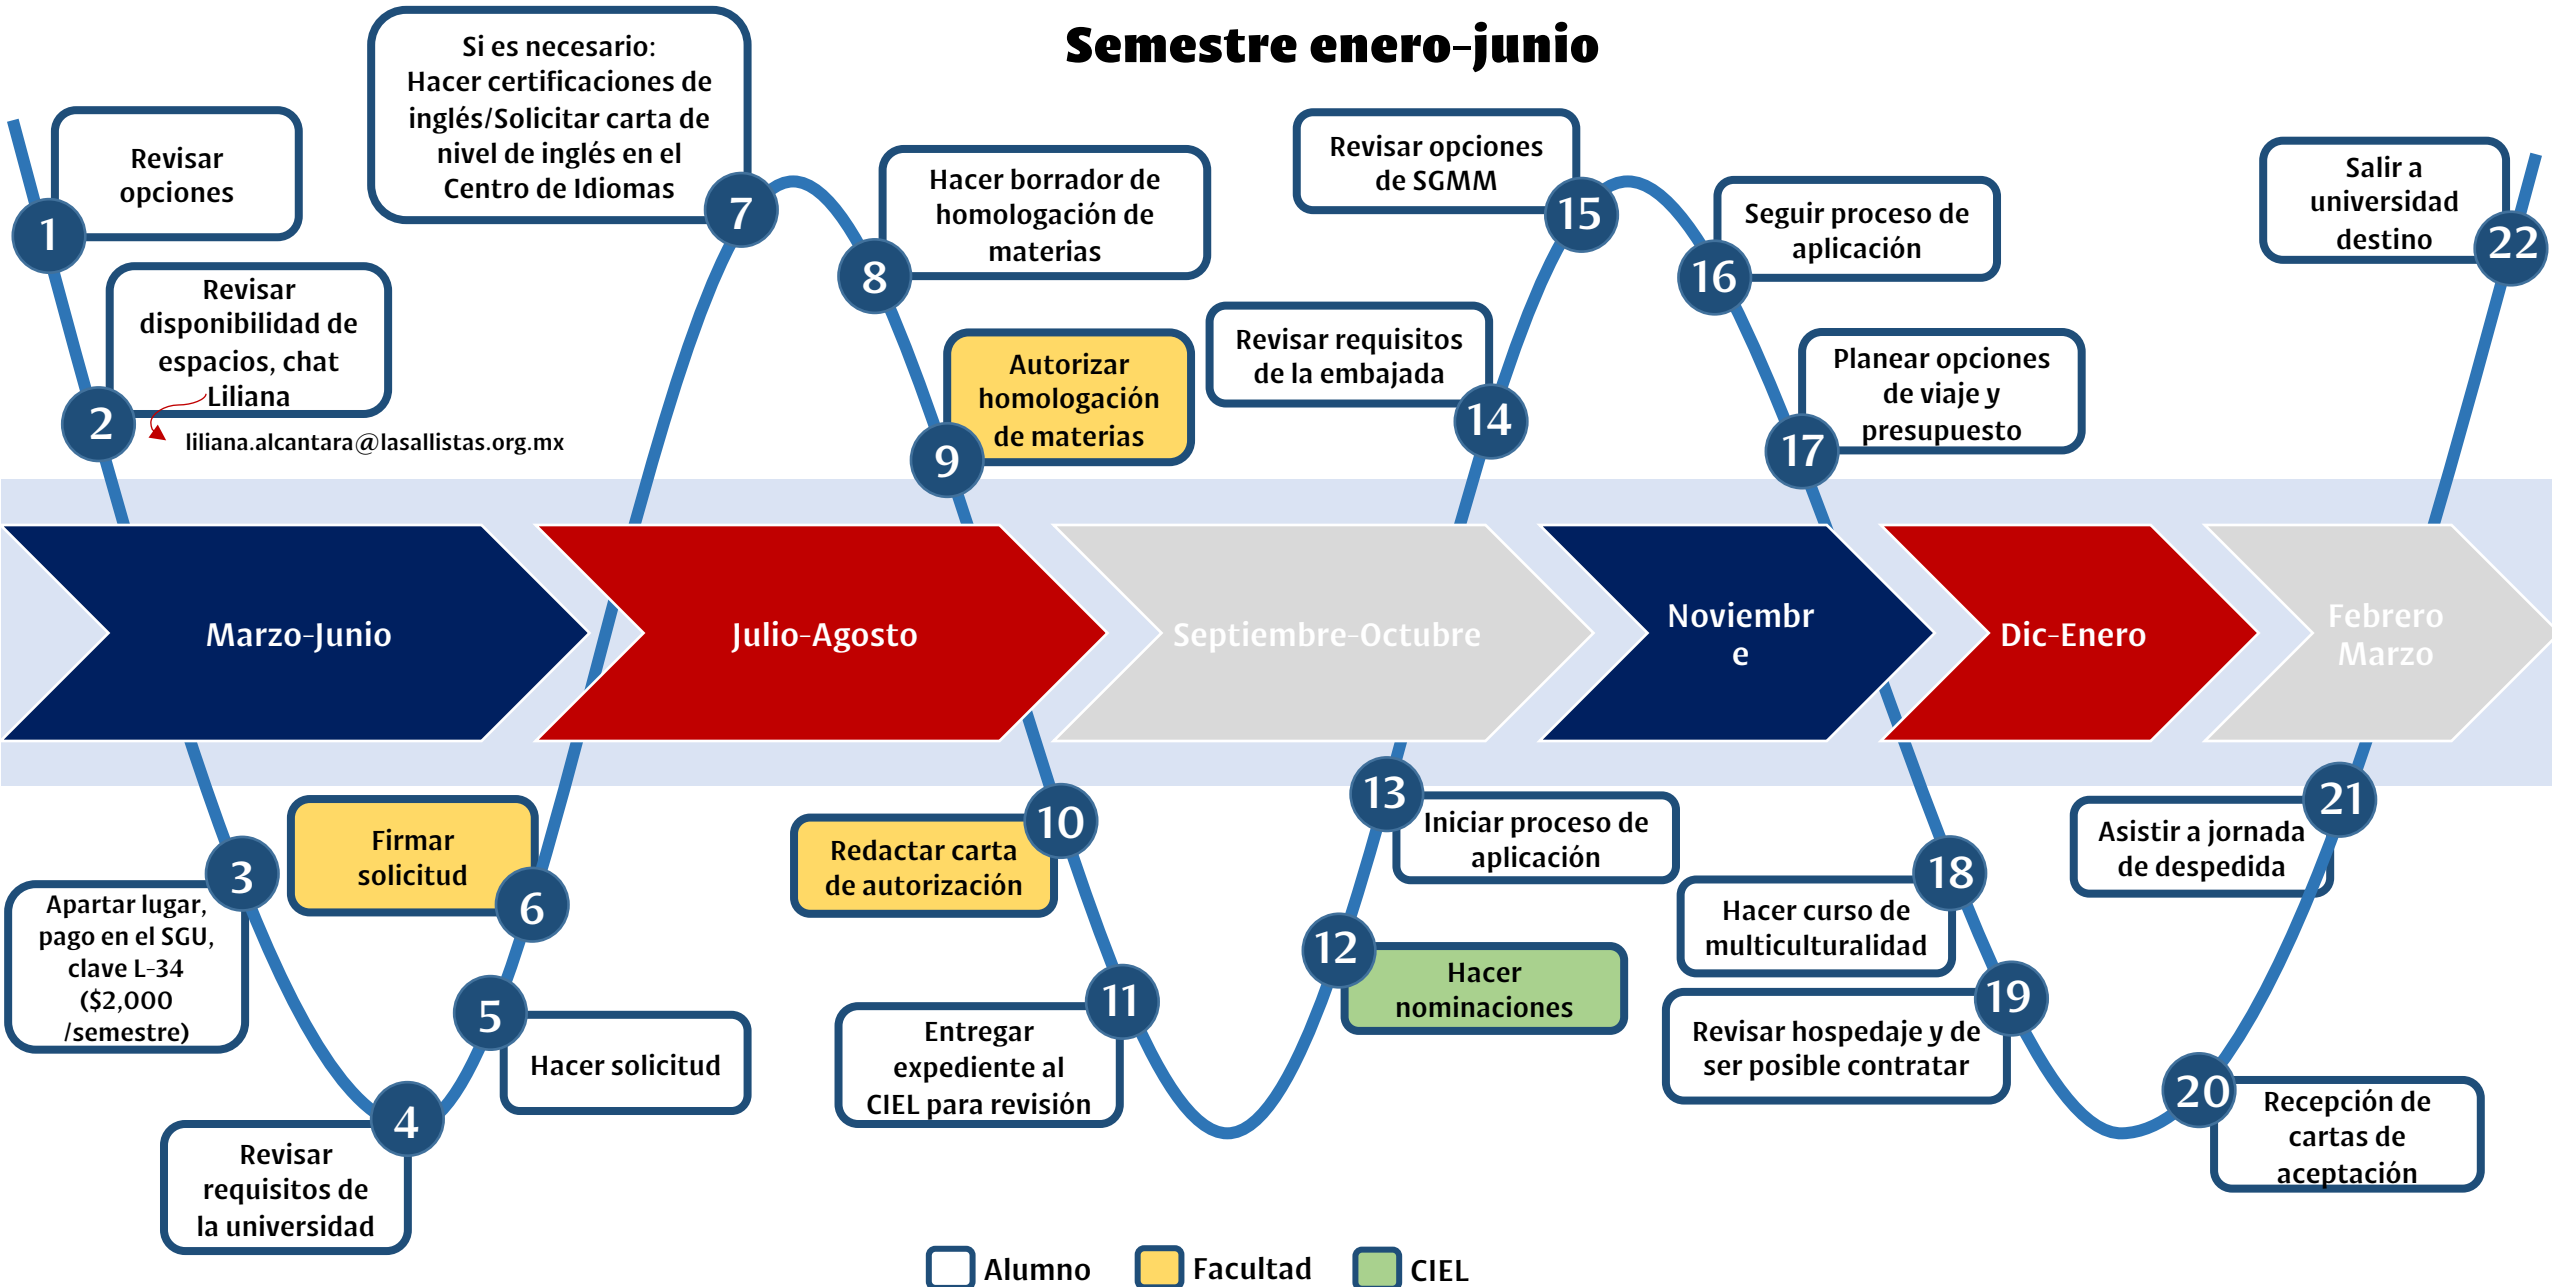 Semestre enero-junio
1
Revisar
opciones
2
Revisar
disponibilidad de
espacios, chat
Liliana
liliana.alcantara@lasallistas.org.mx
Si es necesario:
Hacer certificaciones de
inglés/Solicitar carta de
nivel de inglés en el
Centro de Idiomas
7
8
Hacer borrador de
homologación de
materias
9
Autorizar
homologación
de materias
Revisar opciones
de SGMM
15
Revisar requisitos
de la embajada
14
16
Seguir proceso de
aplicación
17
Planear opciones
de viaje y
presupuesto
Salir a
universidad
destino
22
Marzo-Junio
Julio-Agosto
Septiembre-Octubre
Noviembr
e
Dic-Enero
Febrero
Marzo
3
Apartar lugar,
pago en el SGU,
clave L-34
($2,000
/semestre)
4
Revisar
requisitos de
la universidad
5
Hacer solicitud
Firmar
solicitud
6
10
Redactar carta
de autorización
11
Entregar
expediente al
CIEL para revisión
12
Hacer
nominaciones
13
Iniciar proceso de
aplicación
18
Hacer curso de
multiculturalidad
19
Revisar hospedaje y de
ser posible contratar
20
Recepción de
cartas de
aceptación
21
Asistir a jornada
de despedida
Alumno
Facultad
CIEL